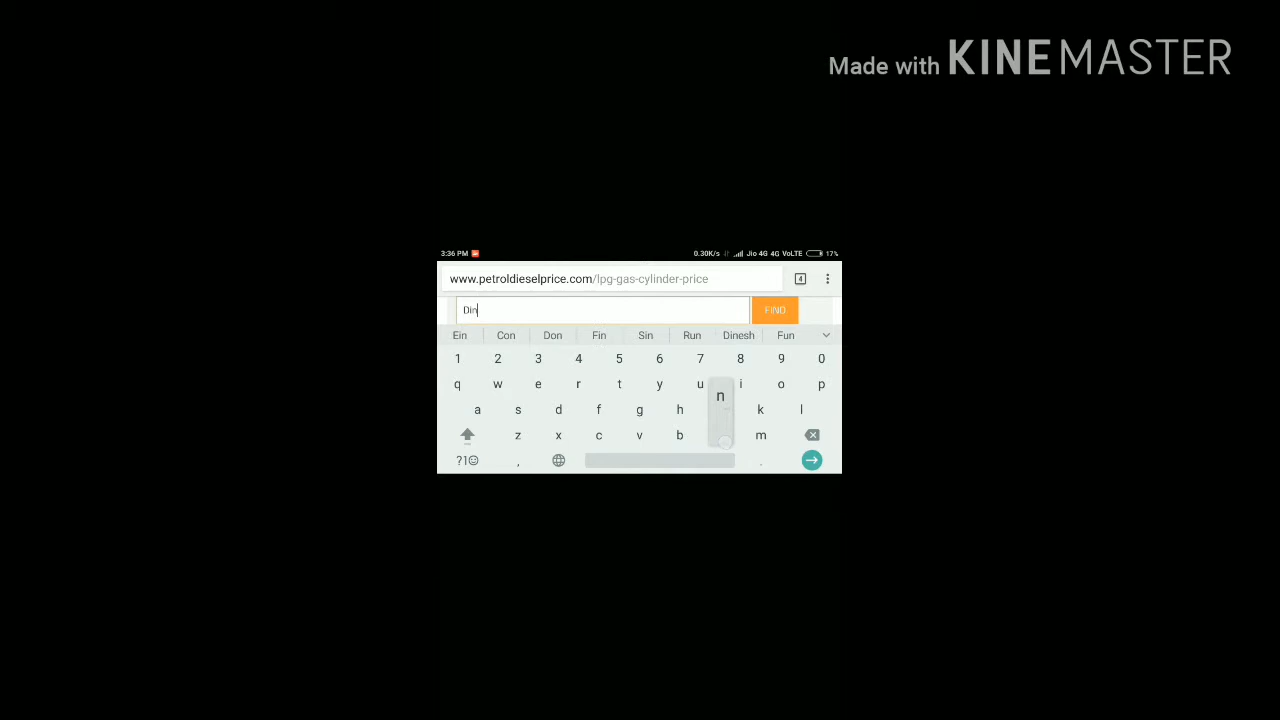 Made with KINEMASTER
3:36 PM 0.30K/s Jio 4G 4G VoLTE 17%
www.petroldieselprice.com/lpg-gas-cylinder-price 4
Din FIND
Ein Con Don Fin Sin Run Dinesh Fun
1 2 3 4 5 6 7 8 9 0
q w e r t y u i o p
a s d f g h n k l
z x c v b m
?1☺ , .